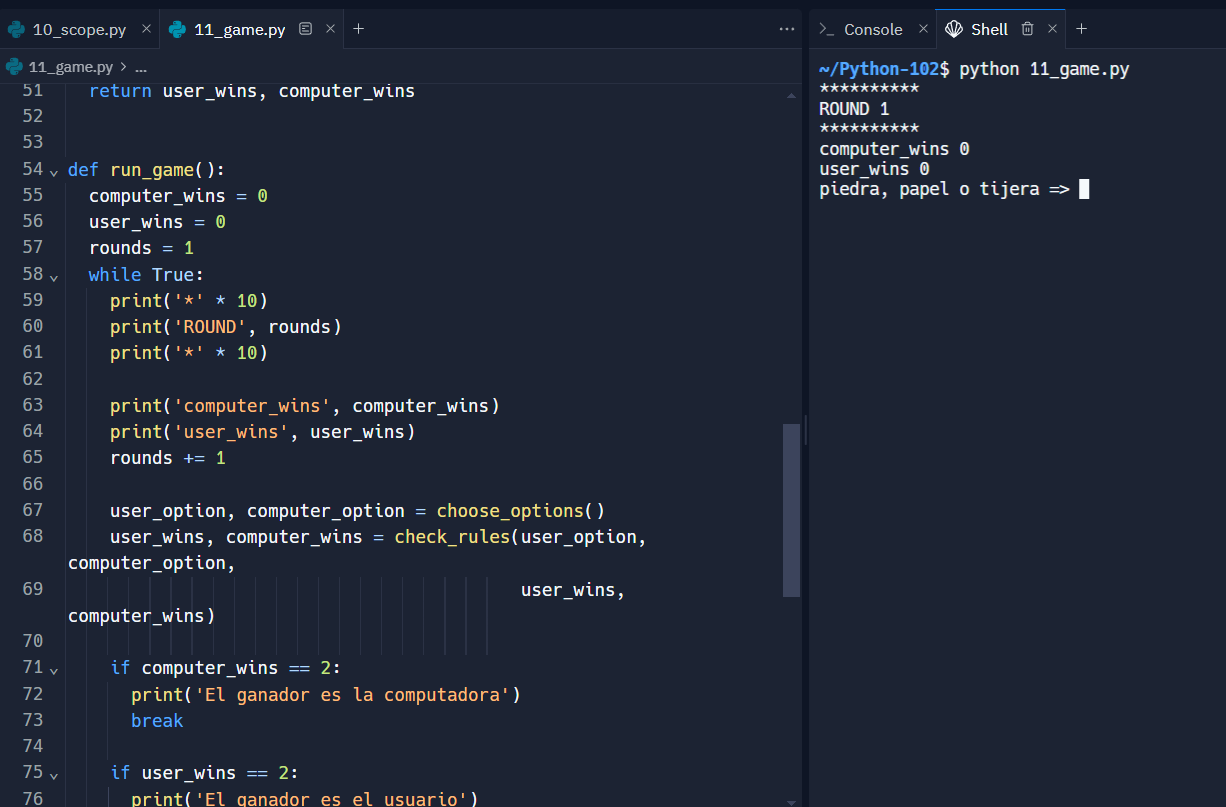 10_scope.py
11_game.py
11_game.py > ...
51 return user_wins, computer_wins
52
53
54 def run_game():
55 computer_wins = 0
56 user_wins = 0
57 rounds = 1
58 while True:
59 print('*' * 10)
60 print('ROUND', rounds)
61 print('*' * 10)
62
63 print('computer_wins', computer_wins)
64 print('user_wins', user_wins)
65 rounds += 1
66
67 user_option, computer_option = choose_options()
68 user_wins, computer_wins = check_rules(user_option,
computer_option,
69 user_wins,
computer_wins)
70
71 if computer_wins == 2:
72 print('El ganador es la computadora')
73 break
74
75 if user_wins == 2:
76 print('El ganador es el usuario')
Console
Shell
~/Python-102$ python 11_game.py
**********
ROUND 1
**********
computer_wins 0
user_wins 0
piedra, papel o tijera =>